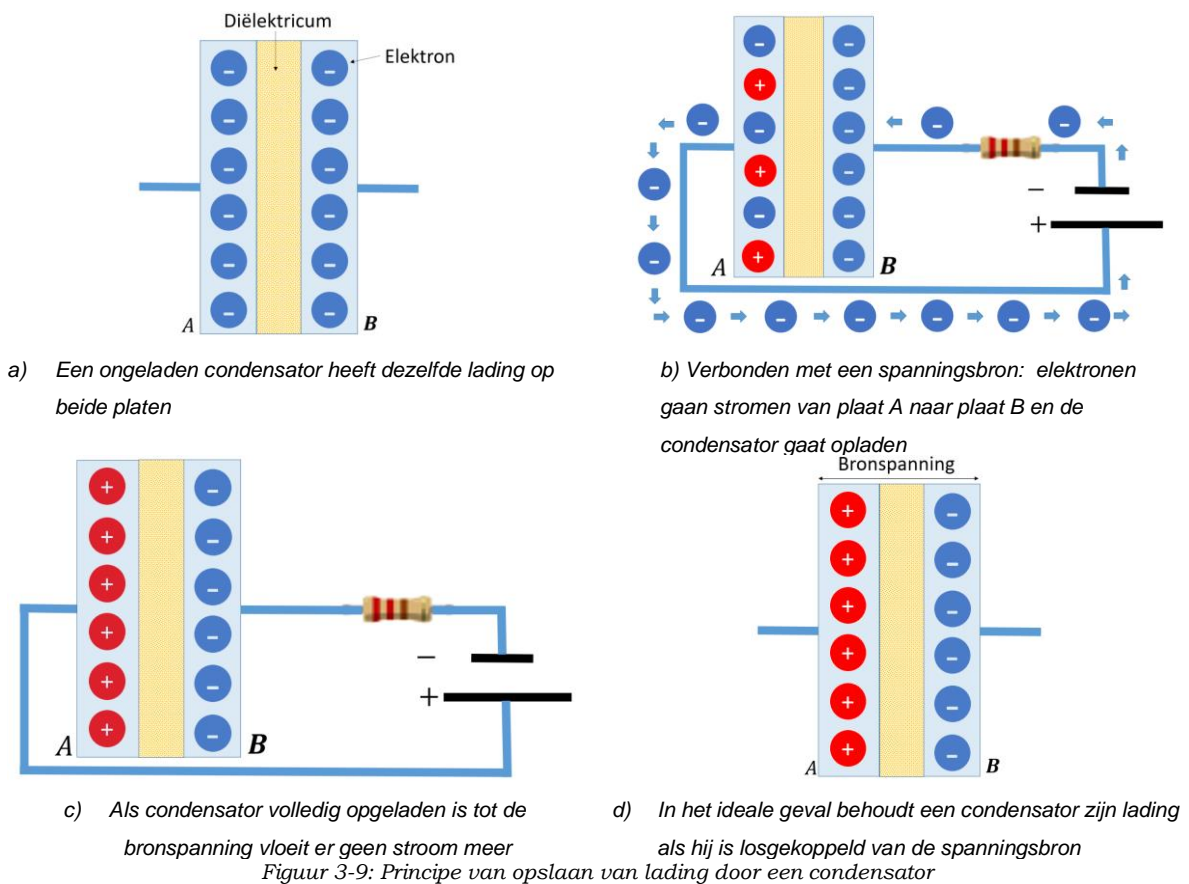 Diëlektricum
Elektron
A
B
A
B
−
+
a) Een ongeladen condensator heeft dezelfde lading op
beide platen
b) Verbonden met een spanningsbron: elektronen
gaan stromen van plaat A naar plaat B en de
condensator gaat opladen
A
B
−
+
Bronspanning
A
B
c) Als condensator volledig opgeladen is tot de
bronspanning vloeit er geen stroom meer
d) In het ideale geval behoudt een condensator zijn lading
als hij is losgekoppeld van de spanningsbron
Figuur 3-9: Principe van opslaan van lading door een condensator